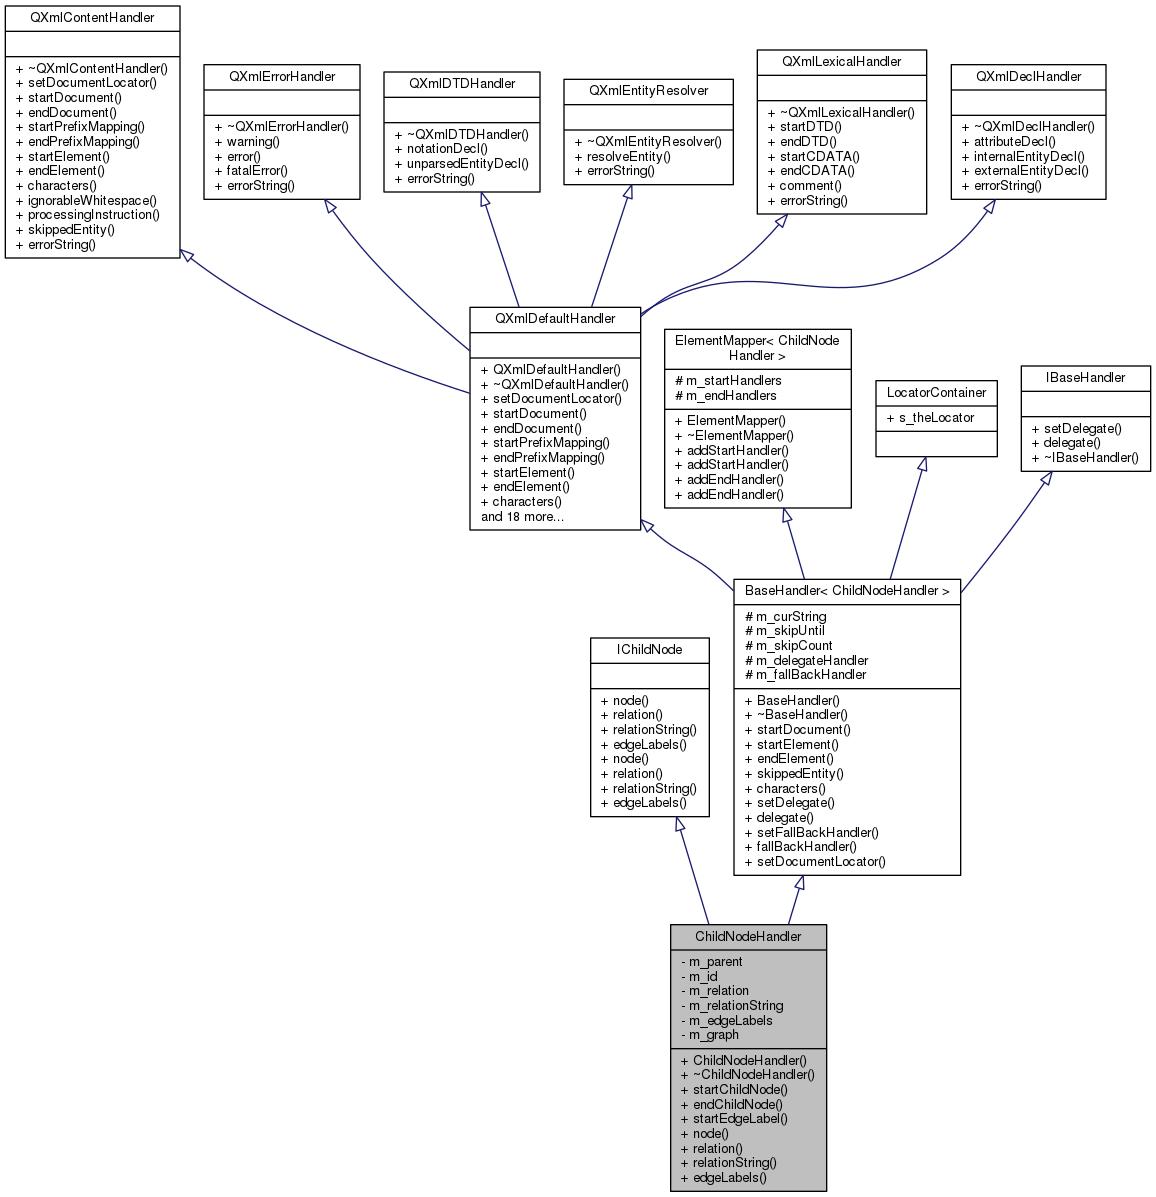 QXmlContentHandler
+ ~QXmlContentHandler()
+ setDocumentLocator()
+ startDocument()
+ endDocument()
+ startPrefixMapping()
+ endPrefixMapping()
+ startElement()
+ endElement()
+ characters()
+ ignorableWhitespace()
+ processingInstruction()
+ skippedEntity()
+ errorString()
QXmlErrorHandler
+ ~QXmlErrorHandler()
+ warning()
+ error()
+ fatalError()
+ errorString()
QXmlDTDHandler
+ ~QXmlDTDHandler()
+ notationDecl()
+ unparsedEntityDecl()
+ errorString()
QXmlEntityResolver
+ ~QXmlEntityResolver()
+ resolveEntity()
+ errorString()
QXmlLexicalHandler
+ ~QXmlLexicalHandler()
+ startDTD()
+ endDTD()
+ startCDATA()
+ endCDATA()
+ comment()
+ errorString()
QXmlDeclHandler
+ ~QXmlDeclHandler()
+ attributeDecl()
+ internalEntityDecl()
+ externalEntityDecl()
+ errorString()
QXmlDefaultHandler
+ QXmlDefaultHandler()
+ ~QXmlDefaultHandler()
+ setDocumentLocator()
+ startDocument()
+ endDocument()
+ startPrefixMapping()
+ endPrefixMapping()
+ startElement()
+ endElement()
+ characters()
and 18 more...
ElementMapper< ChildNode
Handler >
# m_startHandlers
# m_endHandlers
+ ElementMapper()
+ ~ElementMapper()
+ addStartHandler()
+ addStartHandler()
+ addEndHandler()
+ addEndHandler()
LocatorContainer
+ s_theLocator
IBaseHandler
+ setDelegate()
+ delegate()
+ ~IBaseHandler()
BaseHandler< ChildNodeHandler >
# m_curString
# m_skipUntil
# m_skipCount
# m_delegateHandler
# m_fallBackHandler
+ BaseHandler()
+ ~BaseHandler()
+ startDocument()
+ startElement()
+ endElement()
+ skippedEntity()
+ characters()
+ setDelegate()
+ delegate()
+ setFallBackHandler()
+ fallBackHandler()
+ setDocumentLocator()
IChildNode
+ node()
+ relation()
+ relationString()
+ edgeLabels()
+ node()
+ relation()
+ relationString()
+ edgeLabels()
ChildNodeHandler
- m_parent
- m_id
- m_relation
- m_relationString
- m_edgeLabels
- m_graph
+ ChildNodeHandler()
+ ~ChildNodeHandler()
+ startChildNode()
+ endChildNode()
+ startEdgeLabel()
+ node()
+ relation()
+ relationString()
+ edgeLabels()